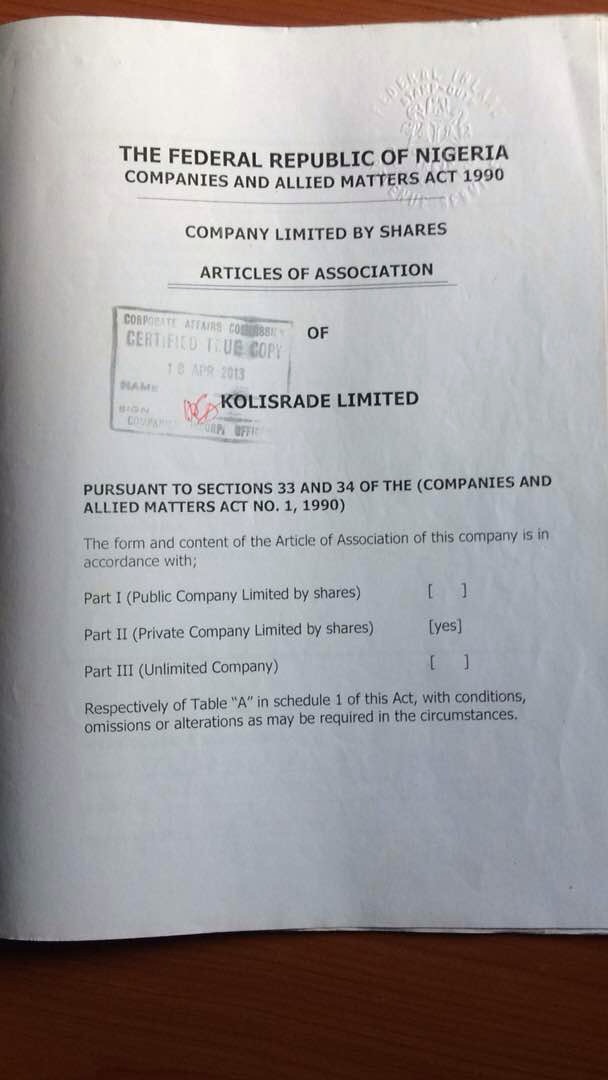 FEDERAL INLAND
STAMP DUTY
THE FEDERAL REPUBLIC OF NIGERIA
COMPANIES AND ALLIED MATTERS ACT 1990
COMPANY LIMITED BY SHARES
ARTICLES OF ASSOCIATION
CORPORATE AFFAIRS COMMISSION
CERTIFIED TRUE COPY
18 APR 2013
NAME
SIGN
OF
KOLISRADE LIMITED
PURSUANT TO SECTIONS 33 AND 34 OF THE (COMPANIES AND
ALLIED MATTERS ACT NO. 1, 1990)
The form and content of the Article of Association of this company is in
accordance with;
Part I (Public Company Limited by shares) [ ]
Part II (Private Company Limited by shares) [yes]
Part III (Unlimited Company) [ ]
Respectively of Table “A” in schedule 1 of this Act, with conditions,
omissions or alterations as may be required in the circumstances.